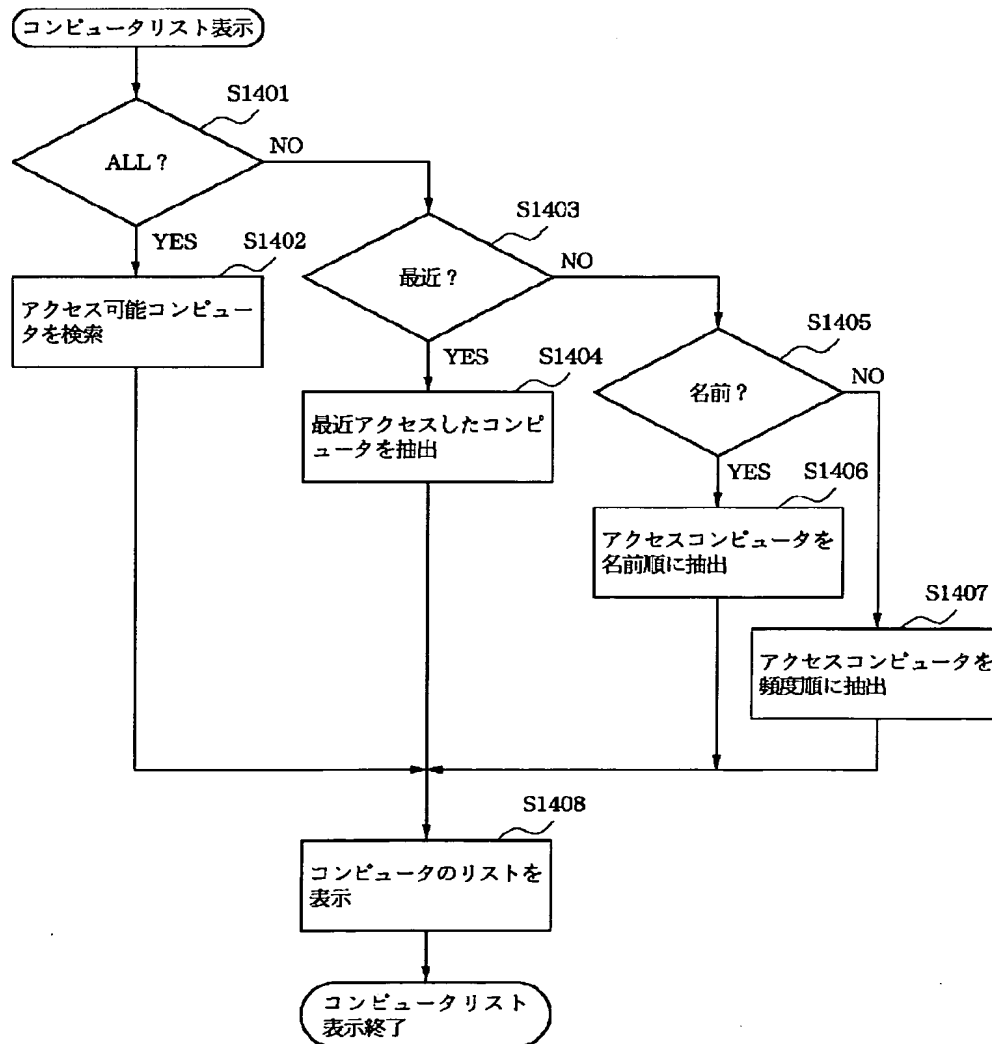 コンピュータリスト表示
S1401
ALL？
NO
YES
S1402
アクセス可能コンピュー
タを検索
S1403
最近？
NO
YES
S1404
最近アクセスしたコンピ
ュータを抽出
S1405
名前？
NO
YES
S1406
アクセスコンピュータを
名前順に抽出
S1407
アクセスコンピュータを
頻度順に抽出
S1408
コンピュータのリストを
表示
コンピュータリスト
表示終了